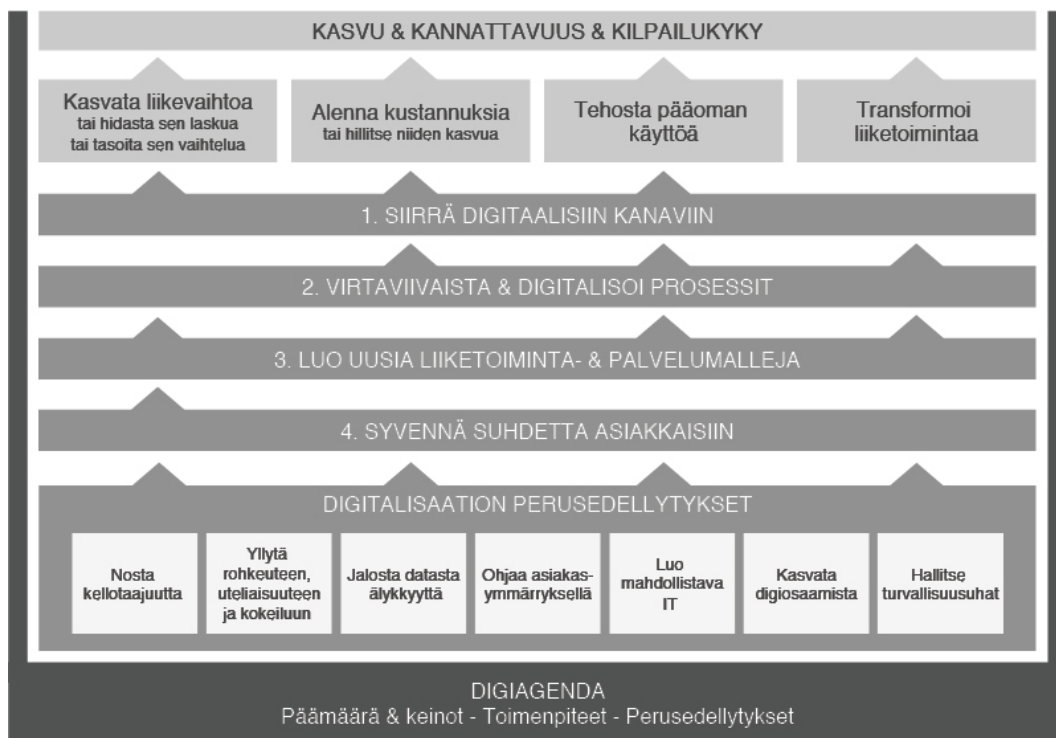 KASVU & KANNATTAVUUS & KILPAILUKYKY
Kasvata liikevaihtoa
tai hidasta sen laskua
tai tasoita sen vaihtelua
Alenna kustannuksia
tai hillitse niiden kasvua
Tehosta pääoman
käyttöä
Transformoi
liiketoimintaa
1. SIIRRÄ DIGITAALISIIN KANAVIIN
2. VIRTAVIIVAISTA & DIGITALISOI PROSESSIT
3. LUO UUSIA LIIKETOIMINTA- & PALVELUMALLEJA
4. SYVENNÄ SUHDETTA ASIAKKAISIIN
DIGITALISAATION PERUSEDELLYTYKSET
Nosta
kellotaajuutta
Yllytä
rohkeuteen,
uteliaisuuteen
ja kokeiluun
Jalosta datasta
älykkyyttä
Ohjaa asiakas-
ymmärryksellä
Luo
mahdollistava
IT
Kasvata
digiosaamista
Hallitse
turvallisuusuhat
DIGIAGENDA
Päämäärä & keinot - Toimenpiteet - Perusedellytykset